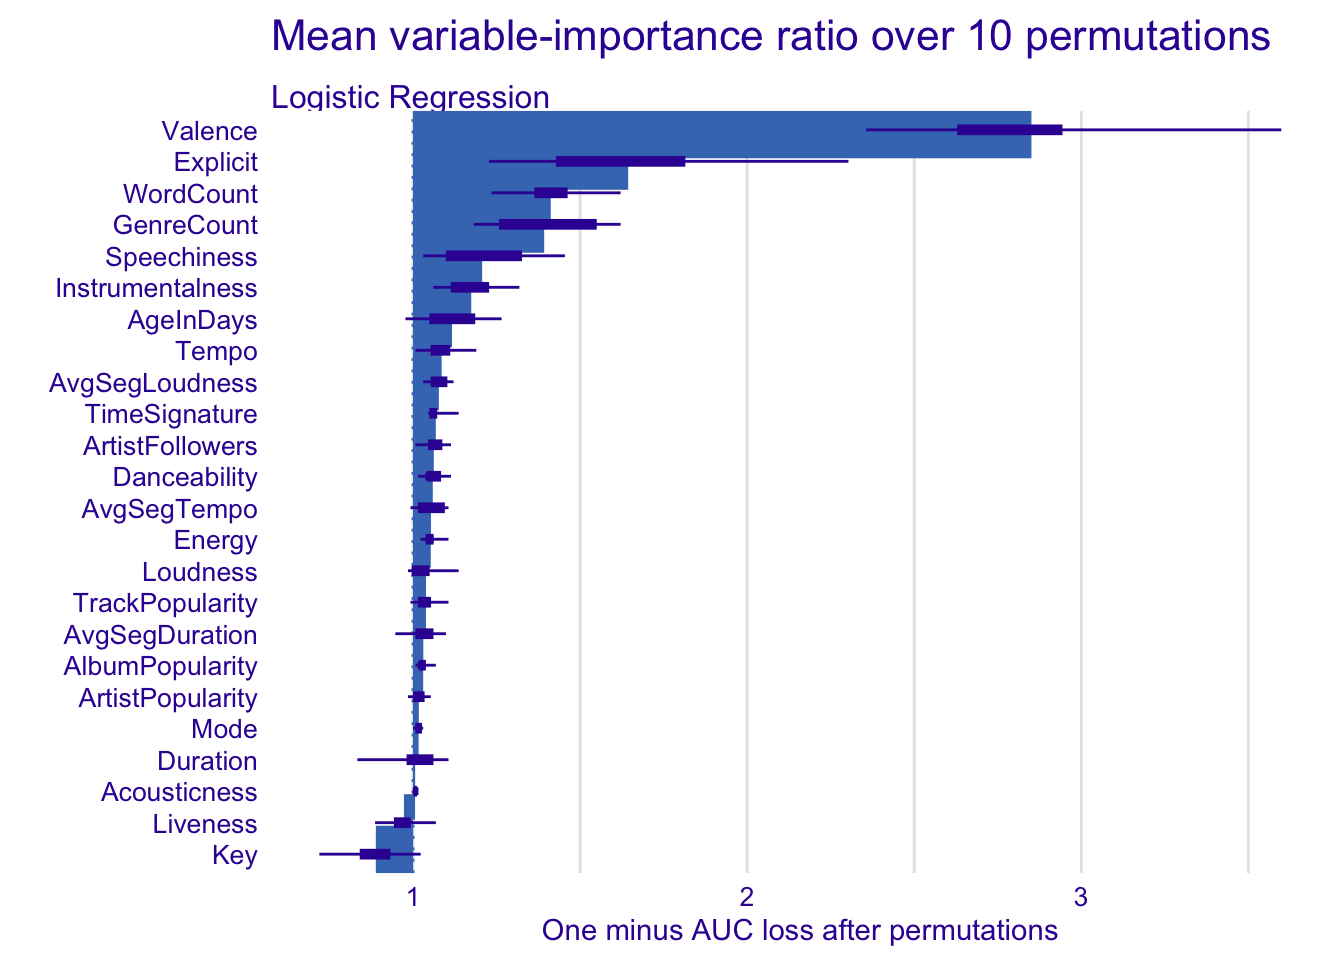 Mean variable-importance ratio over 10 permutations
Logistic Regression
Valence
Explicit
WordCount
GenreCount
Speechiness
Instrumentalness
AgeInDays
Tempo
AvgSegLoudness
TimeSignature
ArtistFollowers
Danceability
AvgSegTempo
Energy
Loudness
TrackPopularity
AvgSegDuration
AlbumPopularity
ArtistPopularity
Mode
Duration
Acousticness
Liveness
Key
1 2 3
One minus AUC loss after permutations